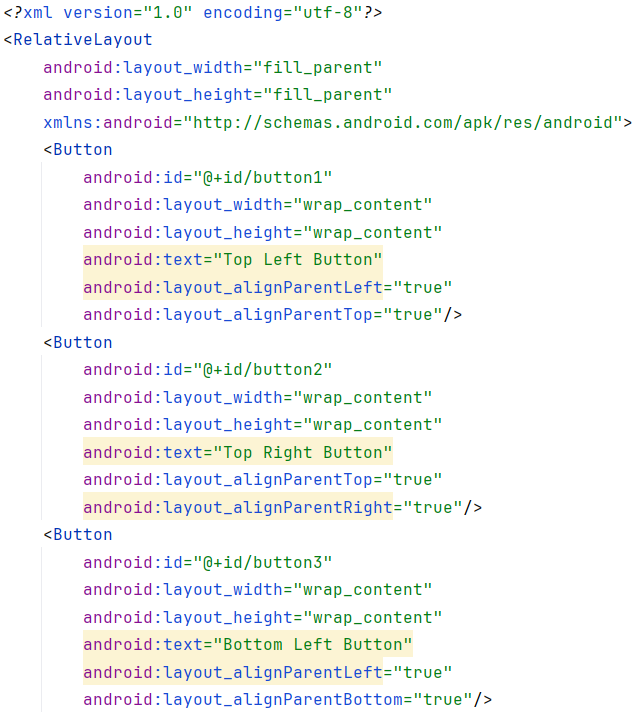 <?xml version="1.0" encoding="utf-8"?>
<RelativeLayout
    android:layout_width="fill_parent"
    android:layout_height="fill_parent"
    xmlns:android="http://schemas.android.com/apk/res/android">
    <Button
        android:id="@+id/button1"
        android:layout_width="wrap_content"
        android:layout_height="wrap_content"
        android:text="Top Left Button"
        android:layout_alignParentLeft="true"
        android:layout_alignParentTop="true"/>
    <Button
        android:id="@+id/button2"
        android:layout_width="wrap_content"
        android:layout_height="wrap_content"
        android:text="Top Right Button"
        android:layout_alignParentTop="true"
        android:layout_alignParentRight="true"/>
    <Button
        android:id="@+id/button3"
        android:layout_width="wrap_content"
        android:layout_height="wrap_content"
        android:text="Bottom Left Button"
        android:layout_alignParentLeft="true"
        android:layout_alignParentBottom="true"/>